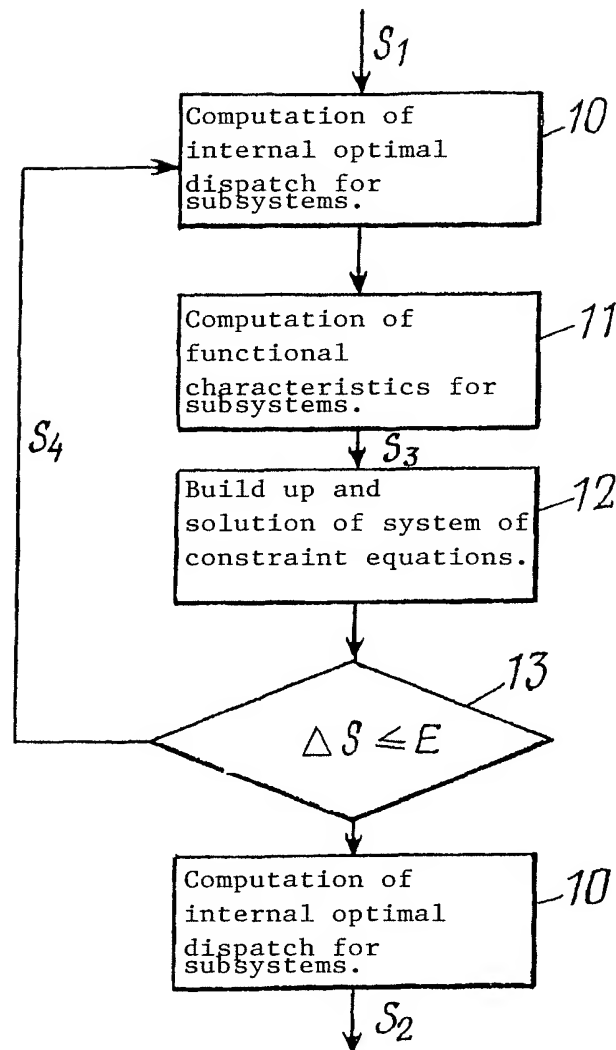 S1
Computation of
internal optimal
dispatch for
subsystems.
10
Computation of
functional
characteristics for
subsystems.
11
S4
S3
Build up and
solution of system of
constraint equations.
12
13
△ S ≤ E
Computation of
internal optimal
dispatch for
subsystems.
10
S2